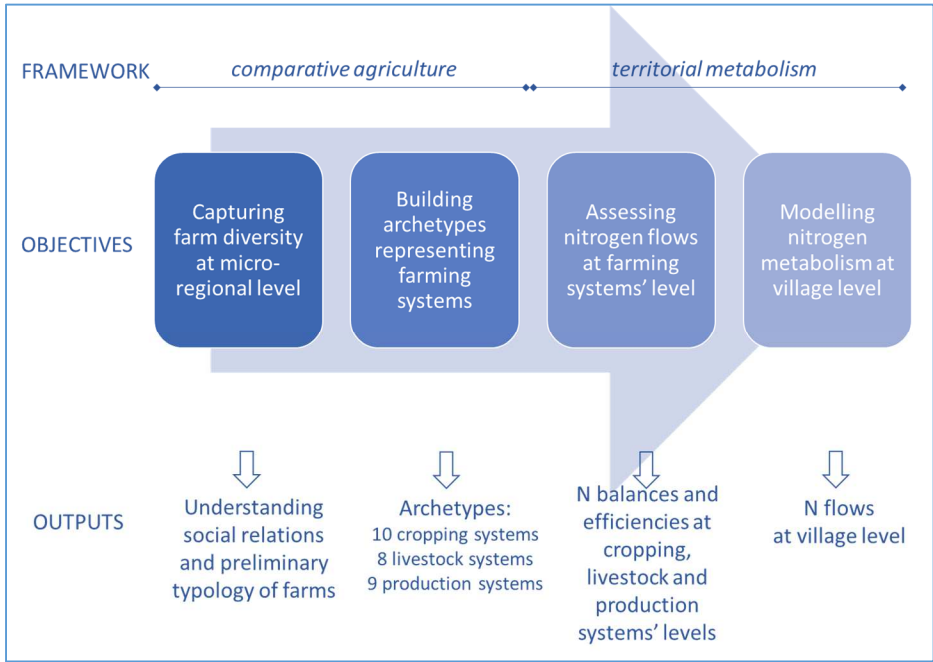 FRAMEWORK
comparative agriculture
territorial metabolism
OBJECTIVES
Capturing
farm diversity
at micro-
regional level
Building
archetypes
representing
farming
systems
Assessing
nitrogen flows
at farming
systems' level
Modelling
nitrogen
metabolism at
village level
OUTPUTS
Understanding
social relations
and preliminary
typology of farms
Archetypes:
10 cropping systems
8 livestock systems
9 production systems
N balances and
efficiencies at
cropping,
livestock and
production
systems' levels
N flows
at village level